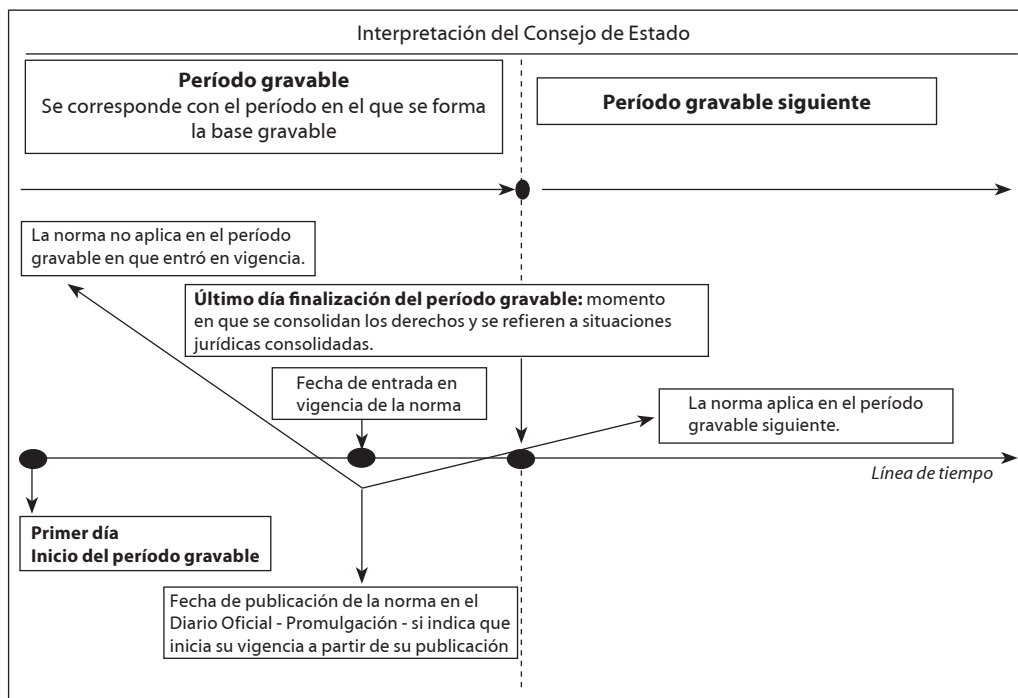 Interpretación del Consejo de Estado
Período gravable
Se corresponde con el período en el que se forma
la base gravable
Período gravable siguiente
La norma no aplica en el período
gravable en que entró en vigencia.
Último día finalización del período gravable: momento
en que se consolidan los derechos y se refieren a situaciones
jurídicas consolidadas.
Fecha de entrada en
vigencia de la norma
La norma aplica en el período
gravable siguiente.
Línea de tiempo
Primer día
Inicio del período gravable
Fecha de publicación de la norma en el
Diario Oficial - Promulgación - si indica que
inicia su vigencia a partir de su publicación